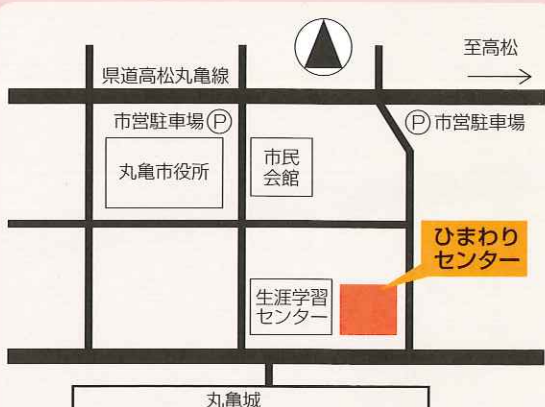 至高松
県道高松丸亀線
市営駐車場Ⓟ
Ⓟ市営駐車場
丸亀市役所
市民
会館
ひまわり
センター
生涯学習
センター
丸亀城